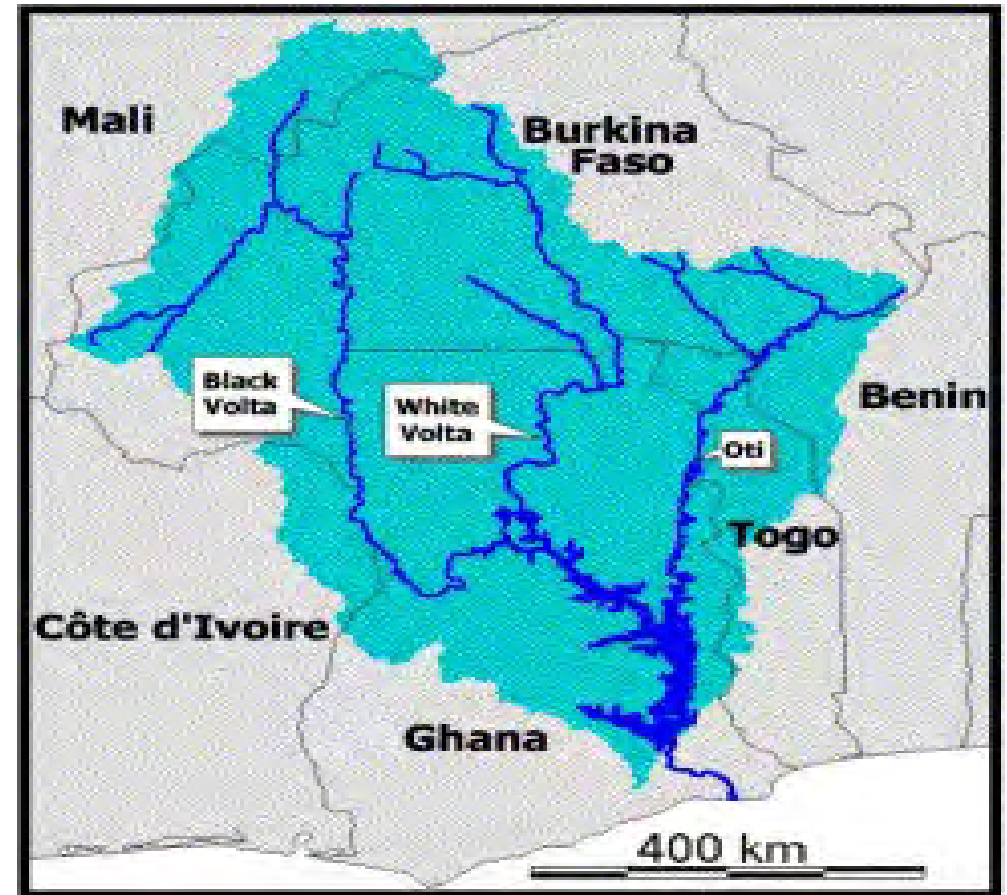 Mali
Burkina
Faso
Black
Volta
White
Volta
Benin
Oti
Togo
Côte d'Ivoire
Ghana
400 km